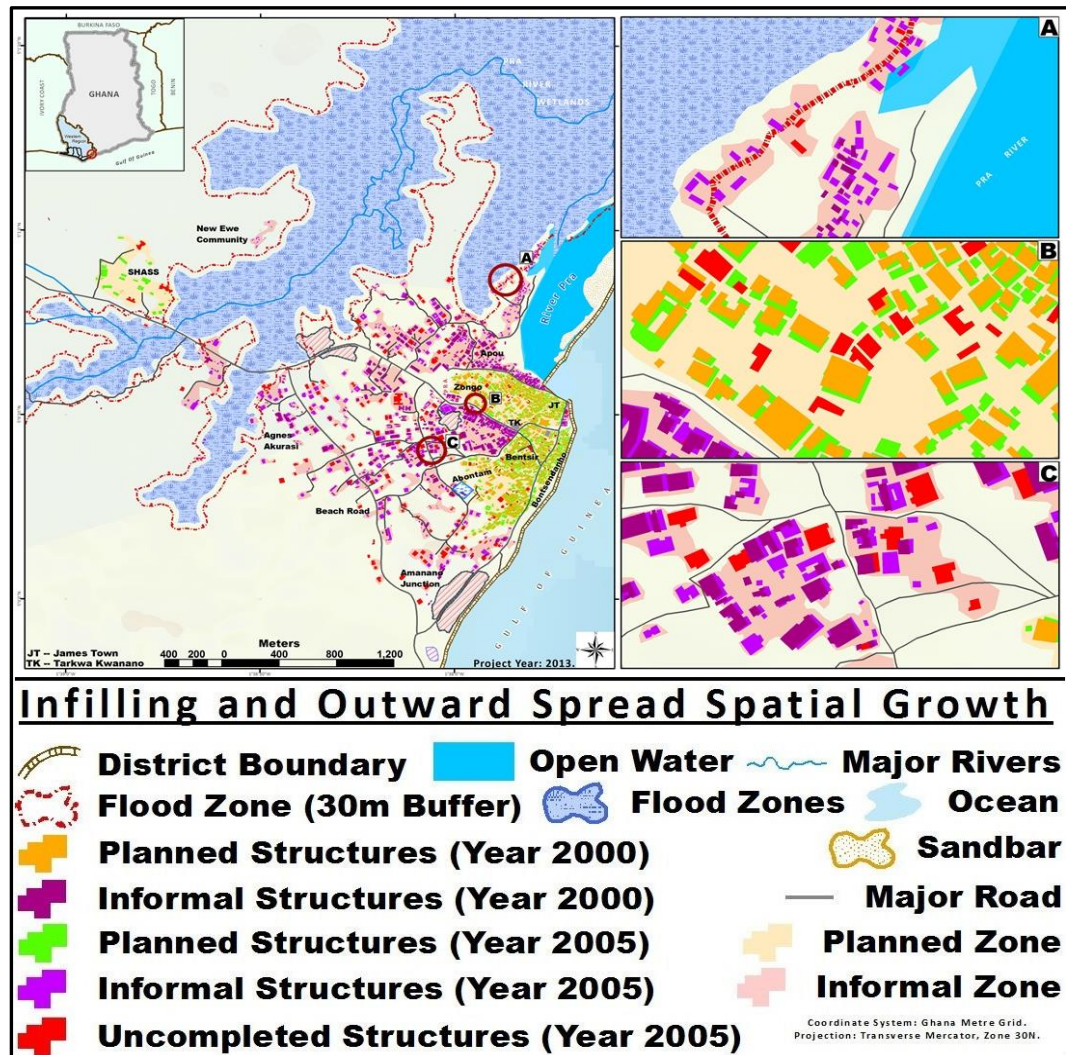 BURKINA FASO
IVORY COAST
GHANA
TOGO
BENIN
Western
Region
Gulf Of Guinea
PRA
RIVER
WETLANDS
New Ewe
Community
SHASS
A
River Pra
Apou
Zongo
B
JT
TK
C
Bentsir
Agnes
Akurasi
Abontam
Beach Road
Amanano
Junction
GULF OF GUINEA
Meters
JT -- James Town
TK -- Tarkwa Kwanano
400 200 0 400 800 1,200
Project Year: 2013.
A
PRA RIVER
B
C
Infilling and Outward Spread Spatial Growth
District Boundary
Open Water
Major Rivers
Flood Zone (30m Buffer)
Flood Zones
Ocean
Planned Structures (Year 2000)
Sandbar
Informal Structures (Year 2000)
Major Road
Planned Structures (Year 2005)
Planned Zone
Informal Structures (Year 2005)
Informal Zone
Uncompleted Structures (Year 2005)
Coordinate System: Ghana Metre Grid.
Projection: Transverse Mercator, Zone 30N.